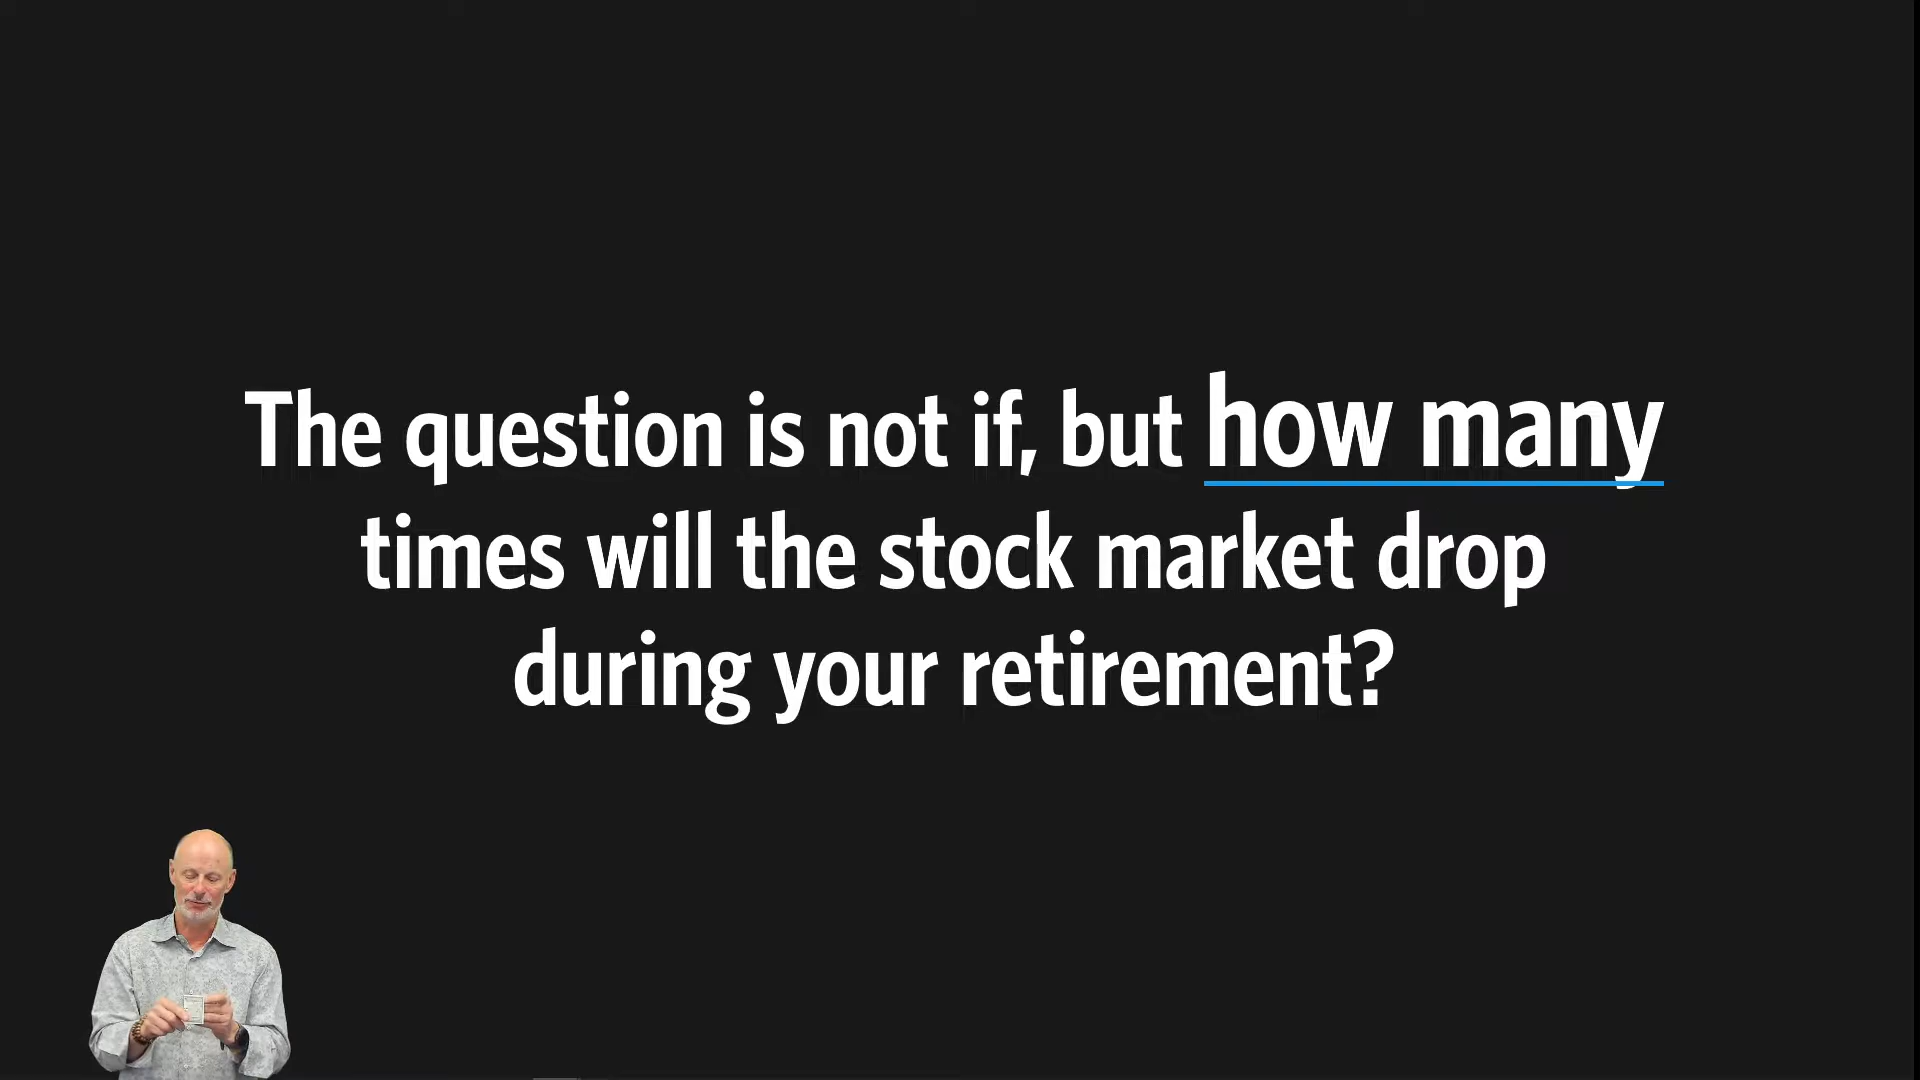 The question is not if, but how many
times will the stock market drop
during your retirement?